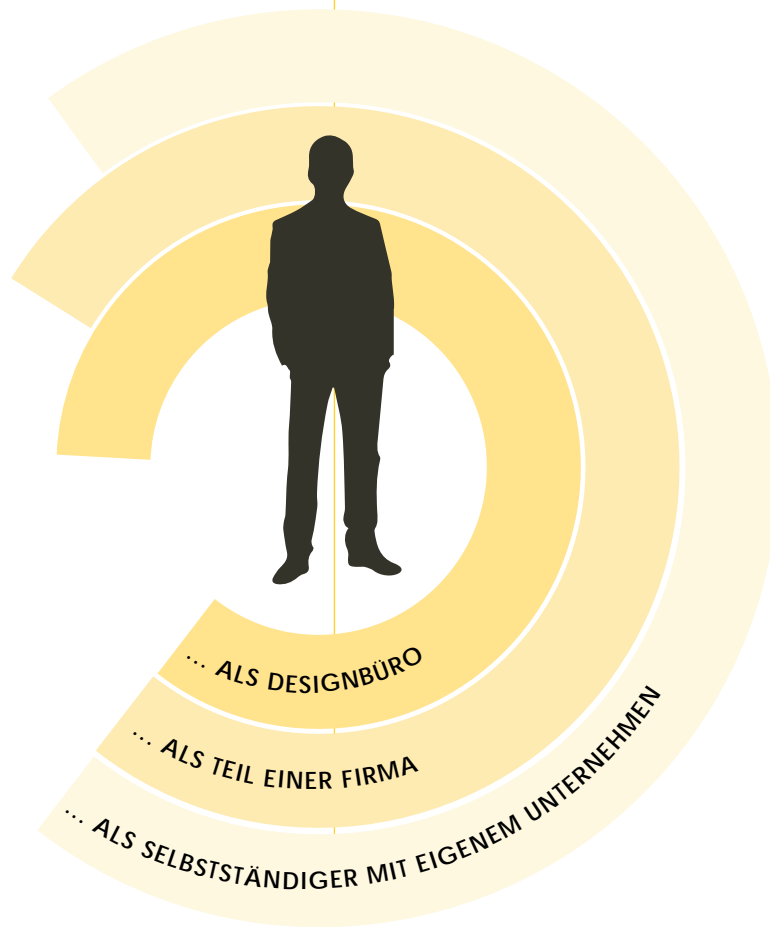 ... ALS DESIGNBÜRO
... ALS TEIL EINER FIRMA
... ALS SELBSTSTÄNDIGER MIT EIGENEM UNTERNEHMEN